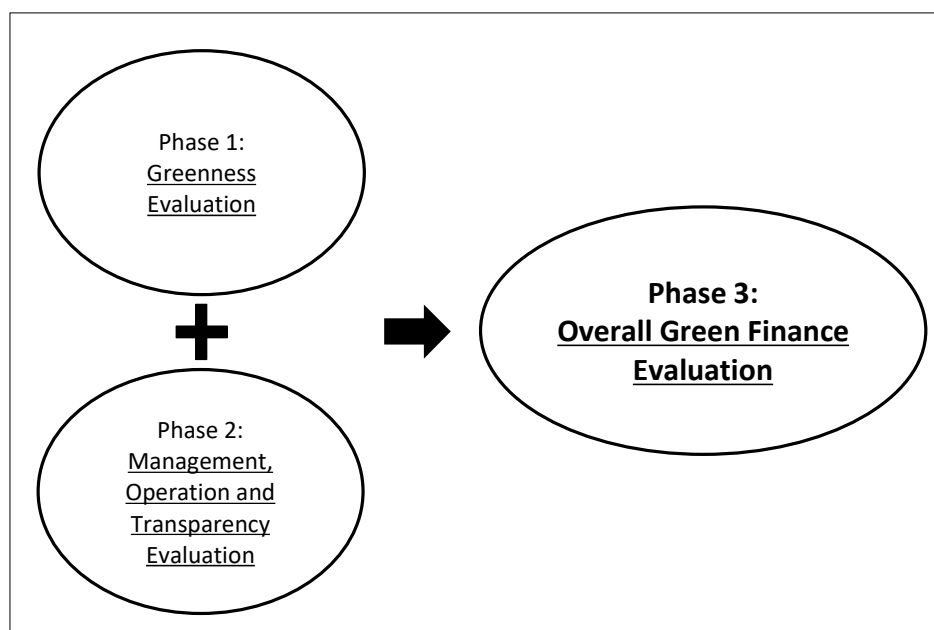 Phase 1:
Greenness
Evaluation
Phase 2:
Management,
Operation and
Transparency
Evaluation
Phase 3:
Overall Green Finance
Evaluation